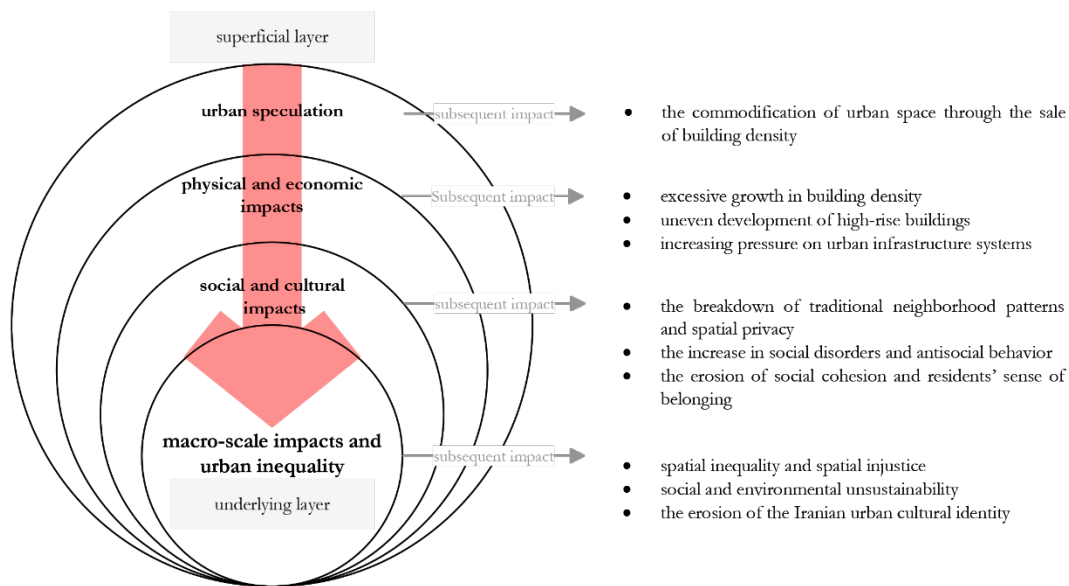 superficial layer
urban speculation
subsequent impact
• the commodification of urban space through the sale
of building density
physical and economic
impacts
Subsequent impact
• excessive growth in building density
• uneven development of high-rise buildings
• increasing pressure on urban infrastructure systems
social and cultural
impacts
subsequent impact
• the breakdown of traditional neighborhood patterns
and spatial privacy
• the increase in social disorders and antisocial behavior
• the erosion of social cohesion and residents’ sense of
belonging
macro-scale impacts and
urban inequality
subsequent impact
• spatial inequality and spatial injustice
• social and environmental unsustainability
• the erosion of the Iranian urban cultural identity
underlying layer